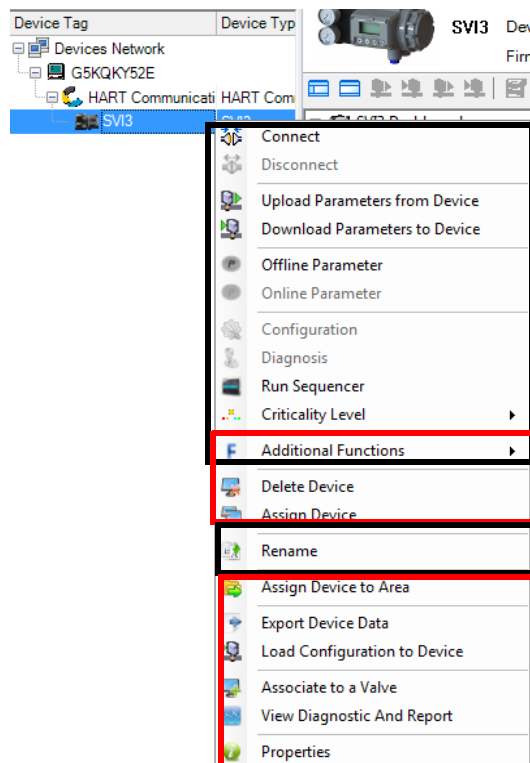 Device Tag Device Typ
SVI3 Dev
Firn
Devices Network
G5KQKY52E
HART Communicati HART Com
SVI3
Connect
Disconnect
Upload Parameters from Device
Download Parameters to Device
Offline Parameter
Online Parameter
Configuration
Diagnosis
Run Sequencer
Criticality Level
F Additional Functions
Delete Device
Assign Device
Rename
Assign Device to Area
Export Device Data
Load Configuration to Device
Associate to a Valve
View Diagnostic And Report
Properties